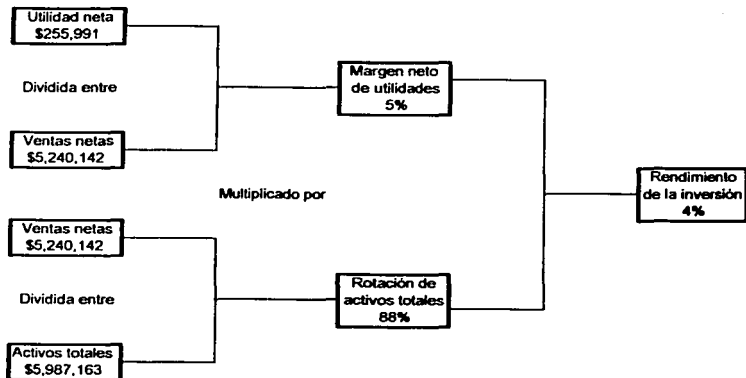 Utilidad neta
$255,991
Dividida entre
Ventas netas
$5,240,142
Margen neto
de utilidades
5%
Multiplicado por
Rendimiento
de la inversión
4%
Ventas netas
$5,240,142
Dividida entre
Activos totales
$5,987,163
Rotación de
activos totales
88%